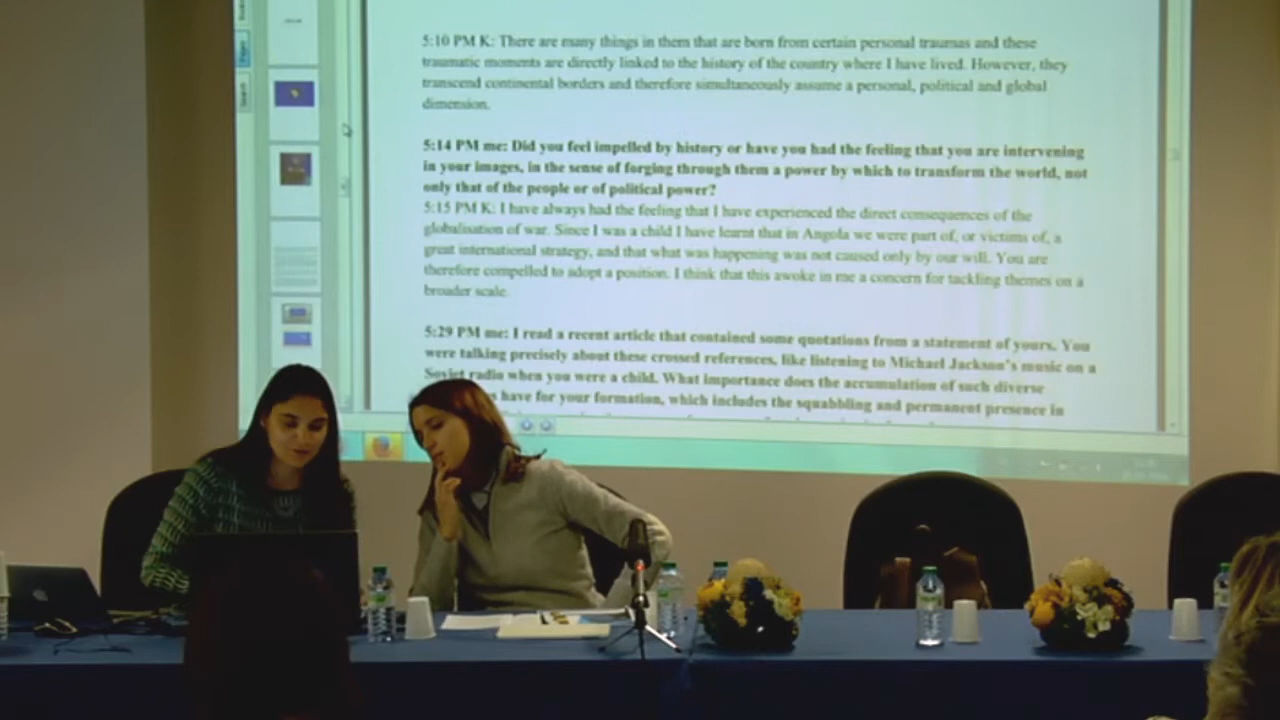 5:10 PM K: There are many things in them that are born from certain personal traumas and these
traumatic moments are directly linked to the history of the country where I have lived. However, they
transcend continental borders and therefore simultaneously assume a personal, political and global
dimension.
5:14 PM me: Did you feel impelled by history or have you had the feeling that you are intervening
in your images, in the sense of forging through them a power by which to transform the world, not
only that of the people or of political power?
5:15 PM K: I have always had the feeling that I have experienced the direct consequences of the
globalisation of war. Since I was a child I have learnt that in Angola we were part of, or victims of, a
great international strategy, and that what was happening was not caused only by our will. You are
therefore compelled to adopt a position. I think that this awoke in me a concern for tackling themes on a
broader scale.
5:29 PM me: I read a recent article that contained some quotations from a statement of yours. You
were talking precisely about these crossed references, like listening to Michael Jackson's music on a
Soviet radio when you were a child. What importance does the accumulation of such diverse
have for your formation, which includes the squabbling and permanent presence in